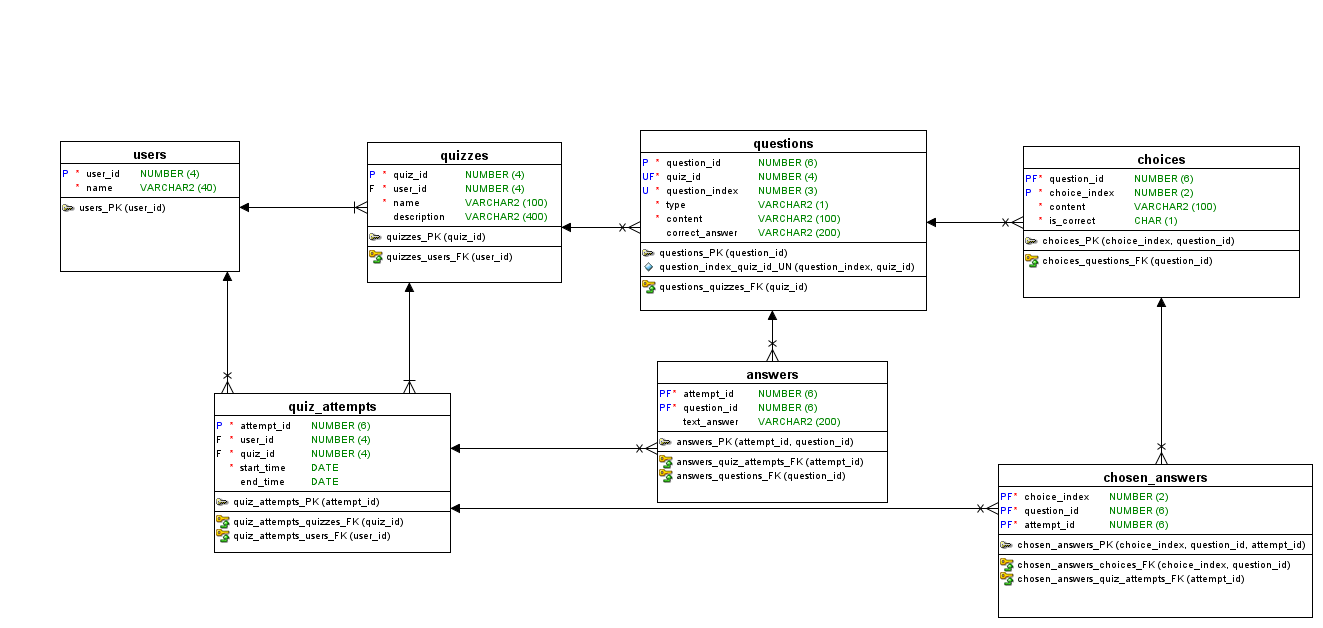 users
P * user_id NUMBER (4)
* name VARCHAR2 (40)
users_PK (user_id)
quizzes
P * quiz_id NUMBER (4)
F * user_id NUMBER (4)
* name VARCHAR2 (100)
description VARCHAR2 (400)
quizzes_PK (quiz_id)
quizzes_users_FK (user_id)
questions
P * question_id NUMBER (6)
UF* quiz_id NUMBER (4)
U * question_index NUMBER (3)
* type VARCHAR2 (1)
* content VARCHAR2 (100)
correct_answer VARCHAR2 (200)
questions_PK (question_id)
question_index_quiz_id_UN (question_index, quiz_id)
questions_quizzes_FK (quiz_id)
choices
PF* question_id NUMBER (6)
P * choice_index NUMBER (2)
* content VARCHAR2 (100)
* is_correct CHAR (1)
choices_PK (choice_index, question_id)
choices_questions_FK (question_id)
quiz_attempts
P * attempt_id NUMBER (6)
F * user_id NUMBER (4)
F * quiz_id NUMBER (4)
* start_time DATE
end_time DATE
quiz_attempts_PK (attempt_id)
quiz_attempts_quizzes_FK (quiz_id)
quiz_attempts_users_FK (user_id)
answers
PF* attempt_id NUMBER (6)
PF* question_id NUMBER (6)
text_answer VARCHAR2 (200)
answers_PK (attempt_id, question_id)
answers_quiz_attempts_FK (attempt_id)
answers_questions_FK (question_id)
chosen_answers
PF* choice_index NUMBER (2)
PF* question_id NUMBER (6)
PF* attempt_id NUMBER (6)
chosen_answers_PK (choice_index, question_id, attempt_id)
chosen_answers_choices_FK (choice_index, question_id)
chosen_answers_quiz_attempts_FK (attempt_id)